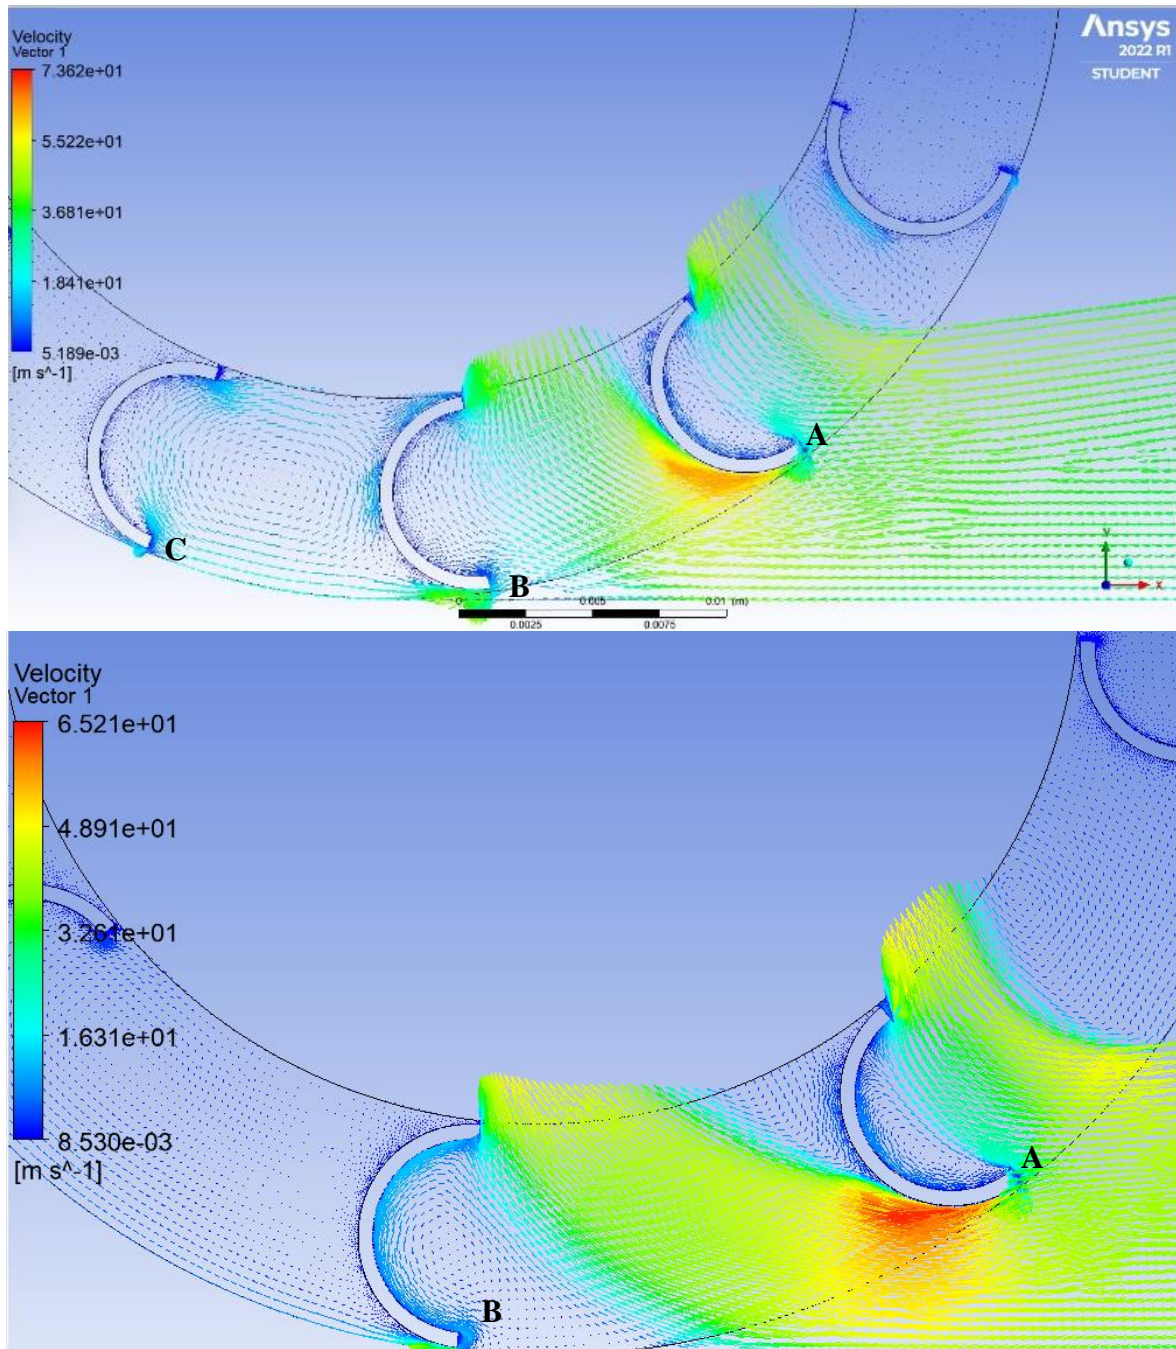 Ansys
2022 R1
STUDENT
Velocity
Vector 1
7.362e+01
5.522e+01
3.681e+01
1.841e+01
5.189e-03
[m s^-1]
A
C
B
Y
X
0 0.005 0.01 (m)
0.0025 0.0075
Velocity
Vector 1
6.521e+01
4.891e+01
3.261e+01
1.631e+01
8.530e-03
[m s^-1]
A
B